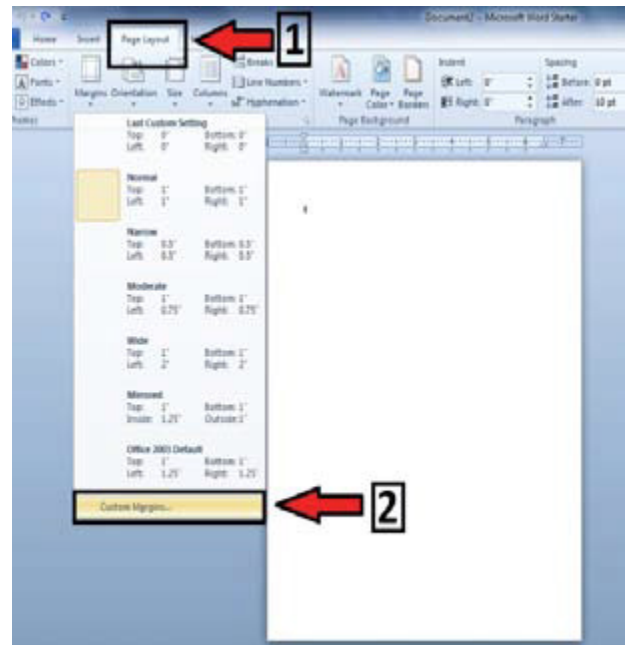 Document2 - Microsoft Word Starter
Home Insert Page Layout
1
Colors Breaks Indent Spacing
A Fonts Line Numbers Left: 0" Before: 0 pt
Effects Margins Orientation Size Columns Hyphenation Watermark Page Color Page Borders Right: 0" After: 10 pt
Page Background Paragraph
Last Custom Setting
Top: 0" Bottom: 0"
Left: 0" Right: 0"
Normal
Top: 1" Bottom: 1"
Left: 1" Right: 1"
Narrow
Top: 0.5" Bottom: 0.5"
Left: 0.5" Right: 0.5"
Moderate
Top: 1" Bottom: 1"
Left: 0.75" Right: 0.75"
Wide
Top: 1" Bottom: 1"
Left: 2" Right: 2"
Mirrored
Top: 1" Bottom: 1"
Inside: 1.25" Outside: 1"
Office 2003 Default
Top: 1" Bottom: 1"
Left: 1.25" Right: 1.25"
Custom Margins...
2